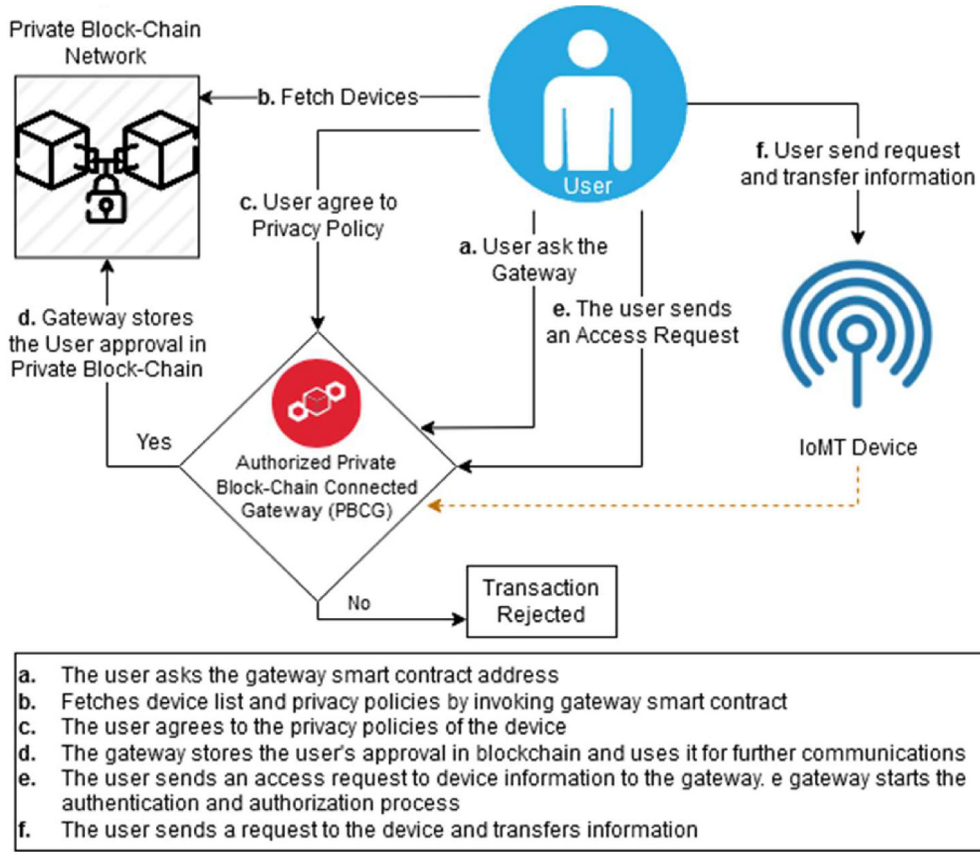 Private Block-Chain
Network
b. Fetch Devices
User
f. User send request
and transfer information
c. User agree to
Privacy Policy
a. User ask the
Gateway
e. The user sends
an Access Request
d. Gateway stores
the User approval in
Private Block-Chain
Yes
Authorized Private
Block-Chain Connected
Gateway (PBCG)
IoMT Device
No
Transaction
Rejected
a. The user asks the gateway smart contract address
b. Fetches device list and privacy policies by invoking gateway smart contract
c. The user agrees to the privacy policies of the device
d. The gateway stores the user's approval in blockchain and uses it for further communications
e. The user sends an access request to device information to the gateway. e gateway starts the
authentication and authorization process
f. The user sends a request to the device and transfers information